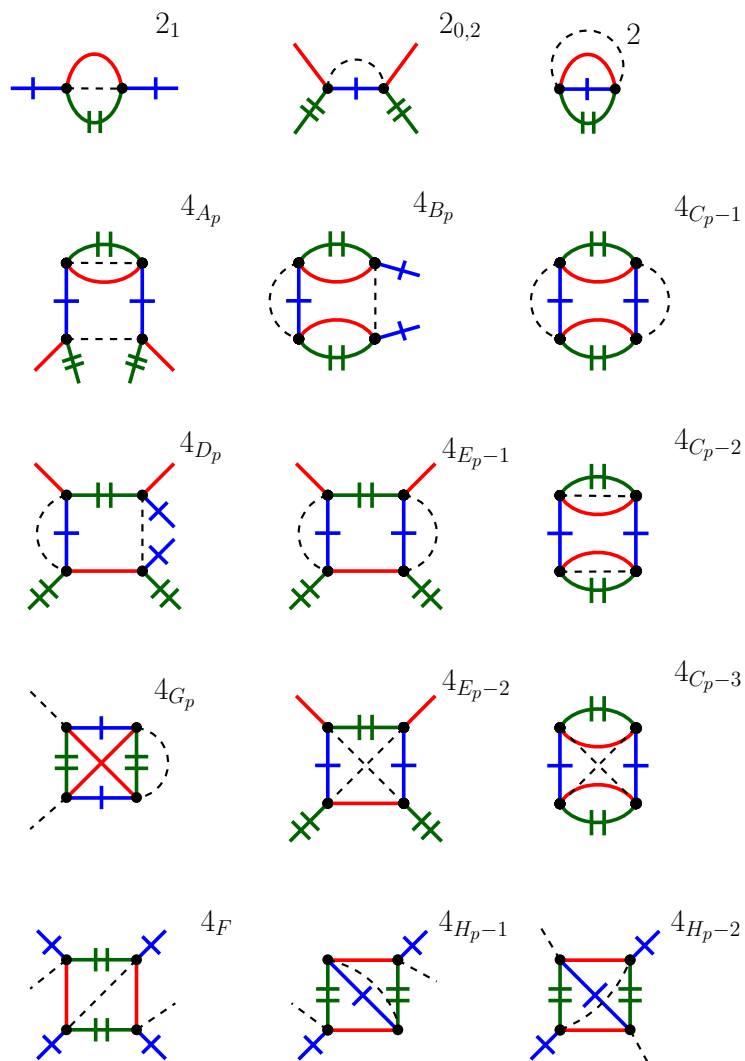 2_1 2_{0,2} 2
4_{A_p} 4_{B_p} 4_{C_p-1}
4_{D_p} 4_{E_p-1} 4_{C_p-2}
4_{G_p} 4_{E_p-2} 4_{C_p-3}
4_F 4_{H_p-1} 4_{H_p-2}